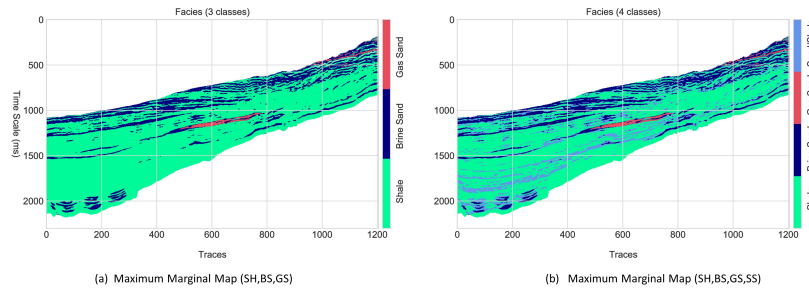 Facies (3 classes)
0
500
1000
1500
2000
Time Scale (ms)
0
200
400
600
800
1000
1200
Traces
Gas Sand
Brine Sand
Shale
(a) Maximum Marginal Map (SH,BS,GS)
Facies (4 classes)
0
500
1000
1500
2000
0
200
400
600
800
1000
1200
Traces
(b) Maximum Marginal Map (SH,BS,GS,SS)